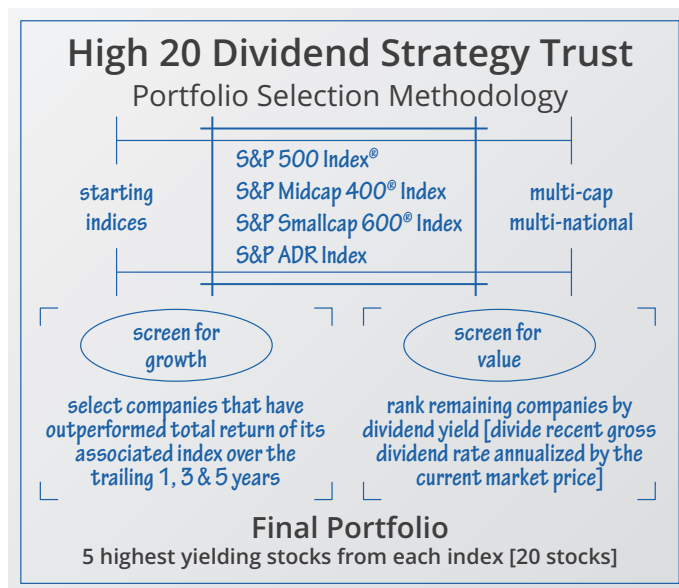 High 20 Dividend Strategy Trust
Portfolio Selection Methodology
starting
indices
S&P 500 Index®
S&P Midcap 400® Index
S&P Smallcap 600® Index
S&P ADR Index
multi-cap
multi-national
screen for
growth
select companies that have
outperformed total return of its
associated index over the
trailing 1, 3 & 5 years
screen for
value
rank remaining companies by
dividend yield [divide recent gross
dividend rate annualized by the
current market price]
Final Portfolio
5 highest yielding stocks from each index [20 stocks]